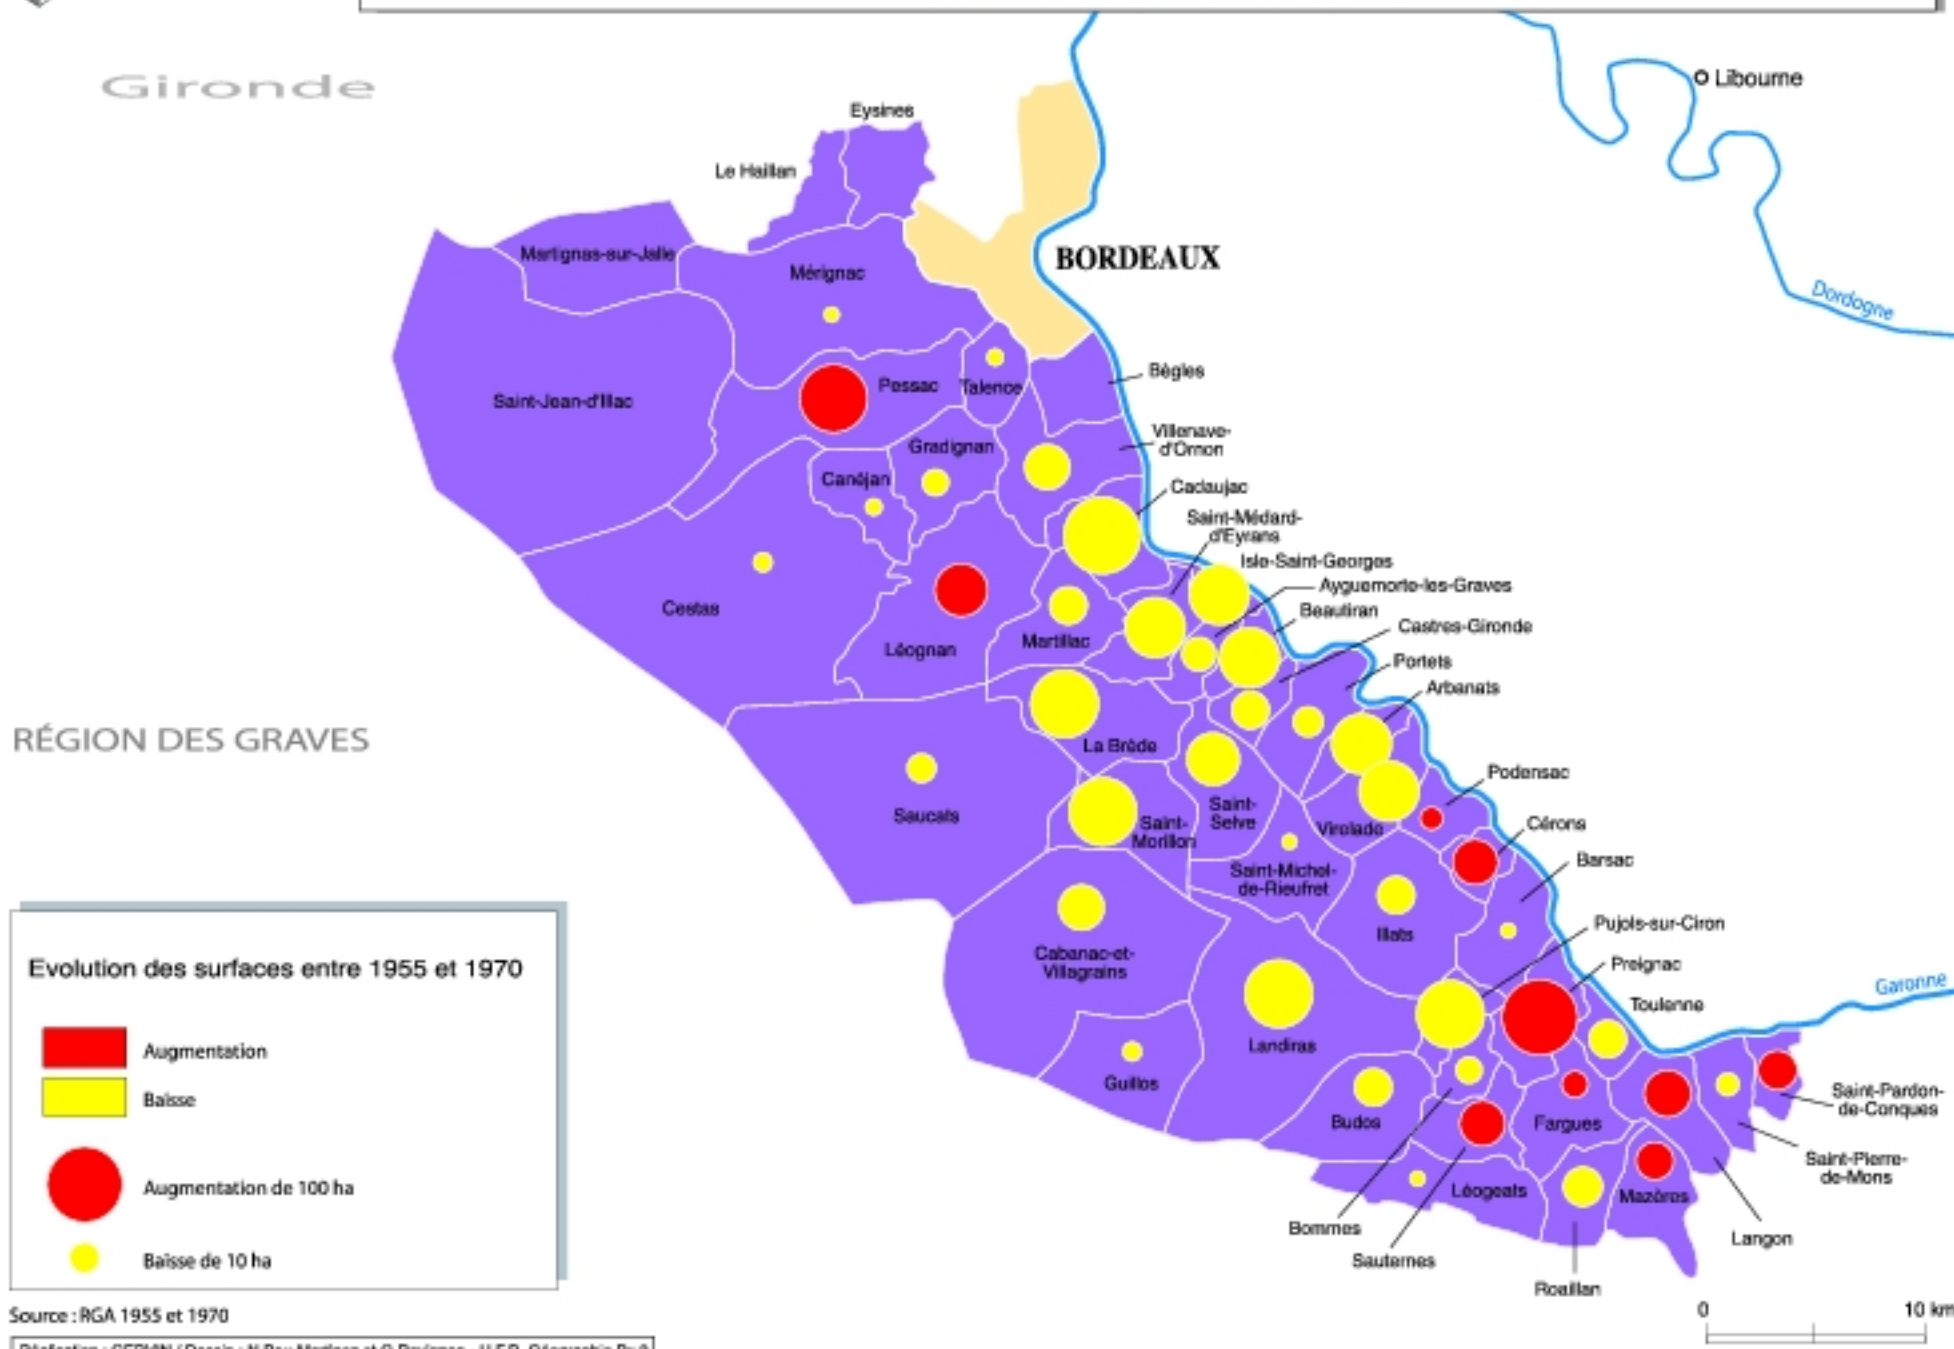 Gironde
Libourne
Eysines
Le Haillan
Martignas-sur-Jalle
BORDEAUX
Mérignac
Dordogne
Bègles
Pessac
Talence
Saint-Jean-d'Illac
Villenave-
d'Ornon
Gradignan
Canéjan
Cadaujac
Saint-Médard-
d'Eyrans
Isle-Saint-Georges
Ayguemorte-les-Graves
Cestas
Beautiran
Castres-Gironde
Léognan
Martillac
Portets
Arbanats
RÉGION DES GRAVES
La Brède
Podensac
Saucats
Saint-
Selve
Saint-
Morillon
Virelade
Cérons
Barsac
Saint-Michel-
de-Rieufret
Illats
Pujols-sur-Ciron
Cabanac-et-
Villagrains
Preignac
Garonne
Toulenne
Landiras
Guillos
Budos
Fargues
Saint-Pardon-
de-Conques
Saint-Pierre-
de-Mons
Léogeats
Mazères
Bommes
Langon
Sauternes
Roaillan
Evolution des surfaces entre 1955 et 1970
Augmentation
Baisse
Augmentation de 100 ha
Baisse de 10 ha
Source : RGA 1955 et 1970
0 10 km